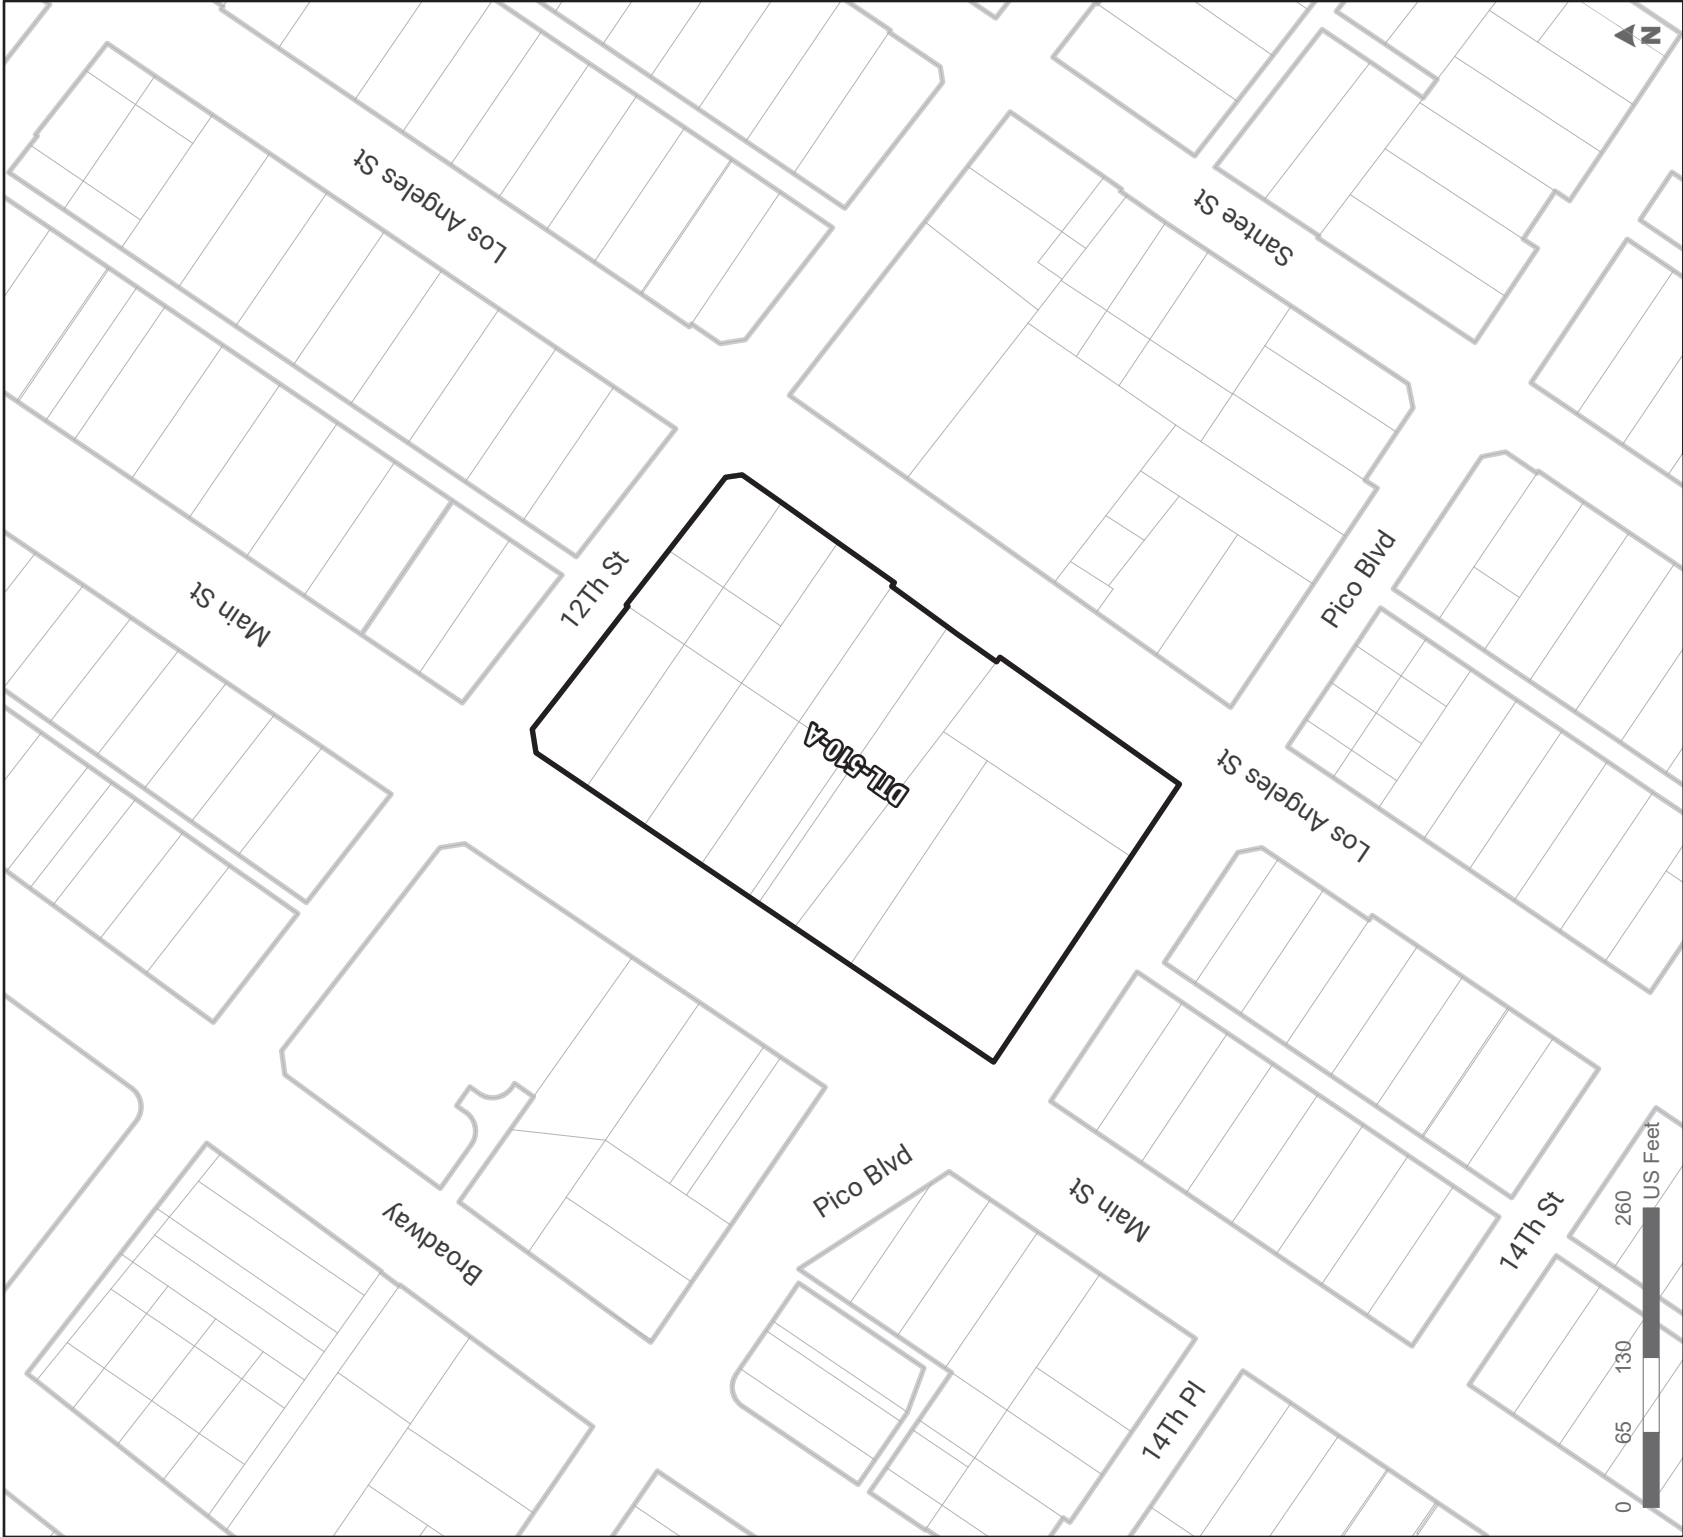 N
Los Angeles St
Santee St
12Th St
Main St
Pico Blvd
DTL-510-A
Los Angeles St
Pico Blvd
Main St
Broadway
14Th St
14Th Pl
0 65 130 260
US Feet